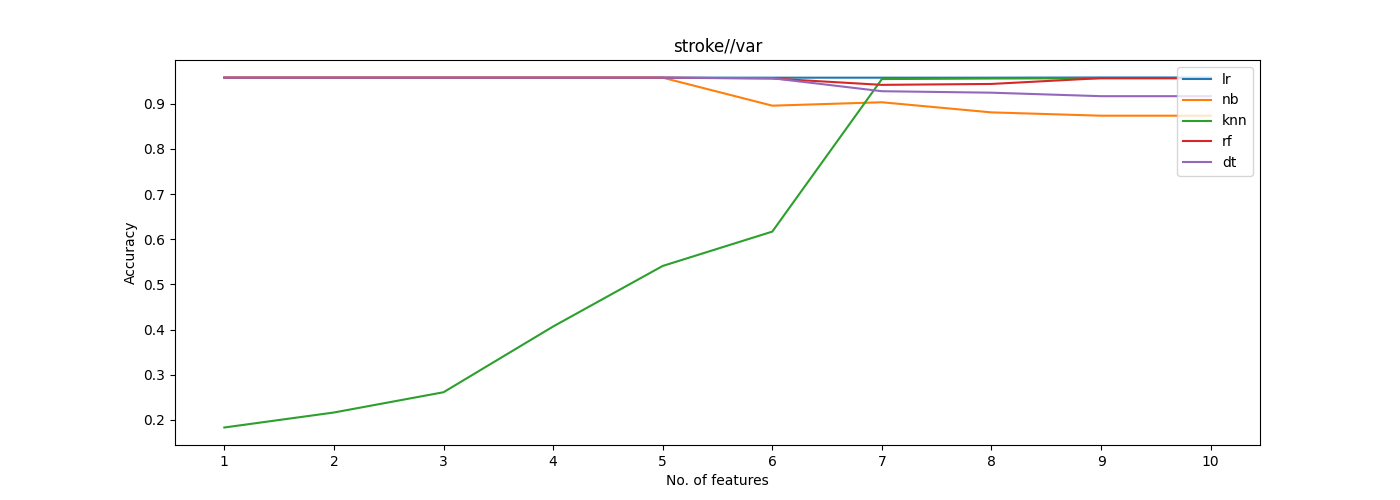 stroke//var
Accuracy
0.9
0.8
0.7
0.6
0.5
0.4
0.3
0.2
lr
nb
knn
rf
dt
1 2 3 4 5 6 7 8 9 10
No. of features